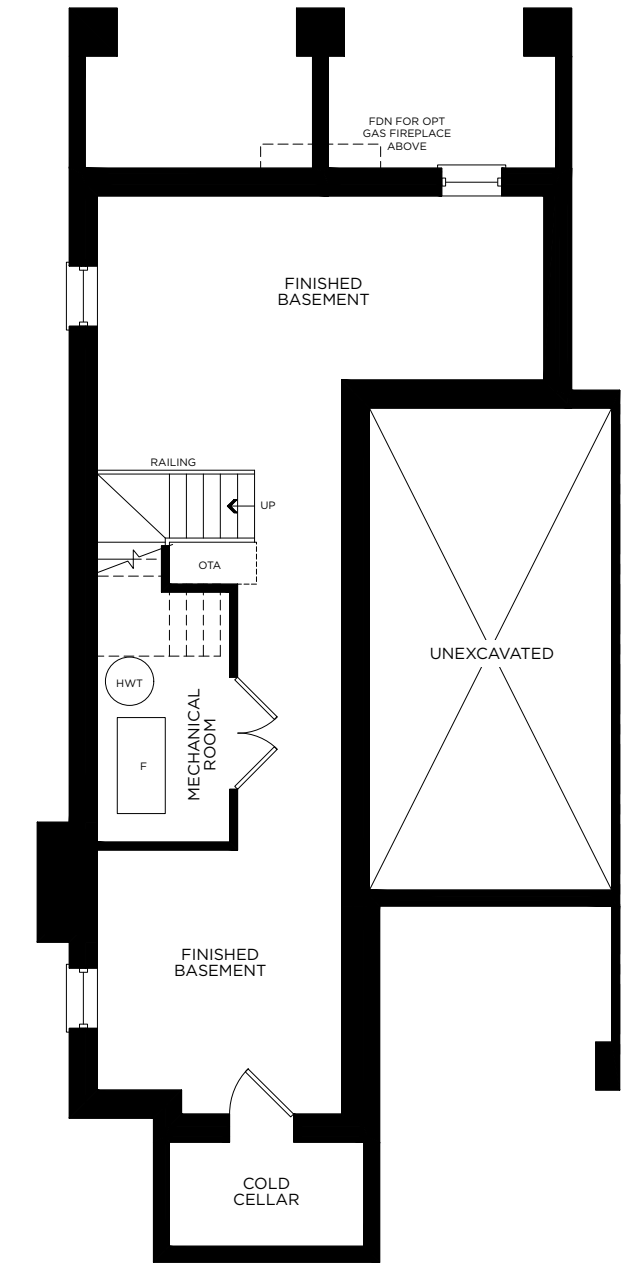 FDN FOR OPT
GAS FIREPLACE
ABOVE
FINISHED
BASEMENT
RAILING
UP
OTA
UNEXCAVATED
HWT
MECHANICAL
ROOM
F
FINISHED
BASEMENT
COLD
CELLAR